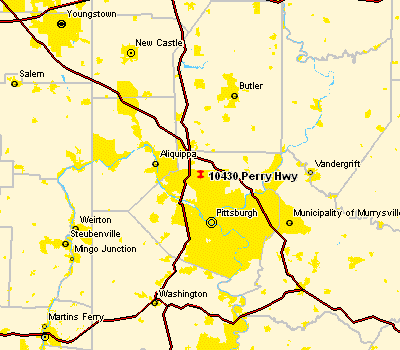 Youngstown
New Castle
Salem
Butler
Aliquippa
Vandergrift
10430 Perry Hwy
Pittsburgh
Municipality of Murrysville
Weirton
Steubenville
Mingo Junction
Washington
Martins Ferry